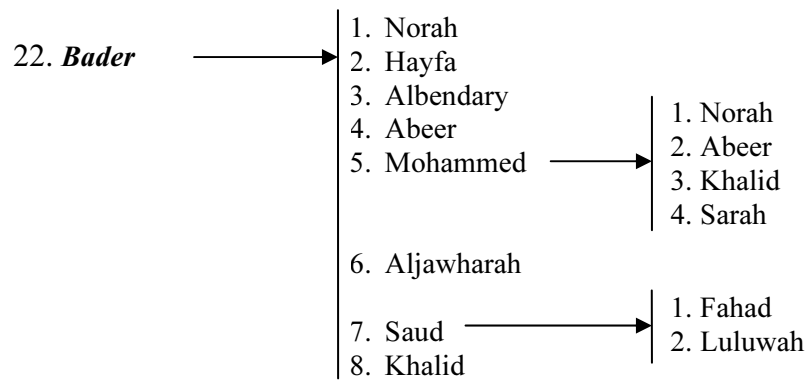 22. Bader
1. Norah
2. Hayfa
3. Albendary
4. Abeer
5. Mohammed
1. Norah
2. Abeer
3. Khalid
4. Sarah
6. Aljawharah
7. Saud
1. Fahad
2. Luluwah
8. Khalid